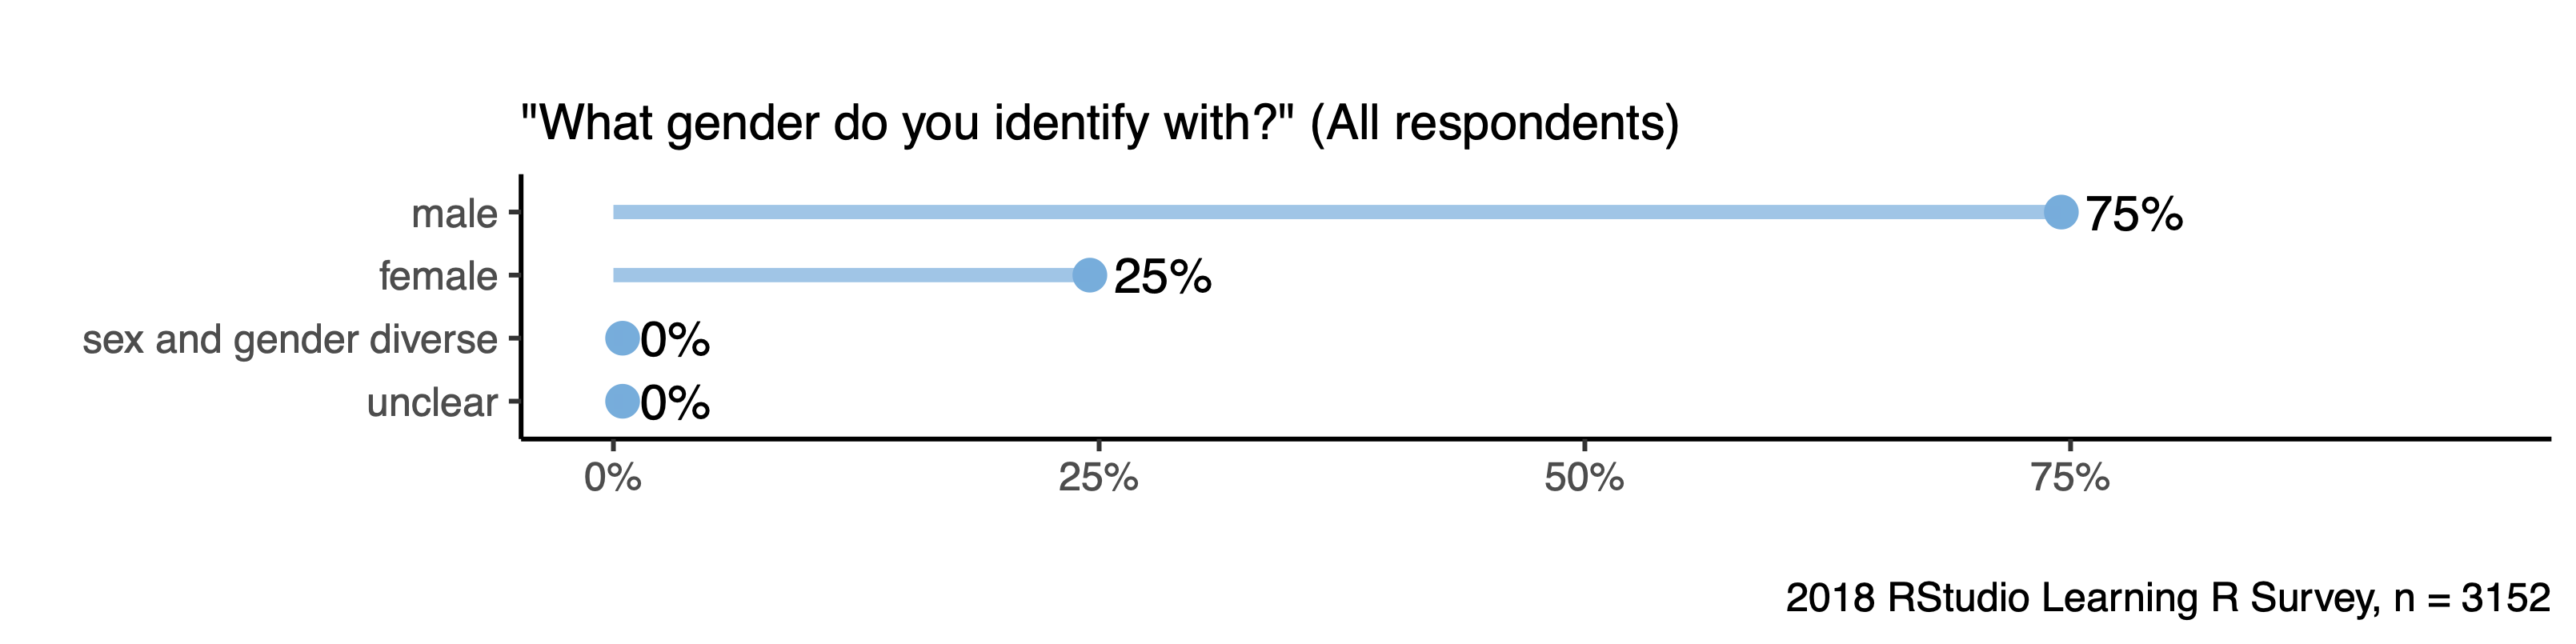 "What gender do you identify with?" (All respondents)
male 75%
female 25%
sex and gender diverse 0%
unclear 0%
0% 25% 50% 75%
2018 RStudio Learning R Survey, n = 3152